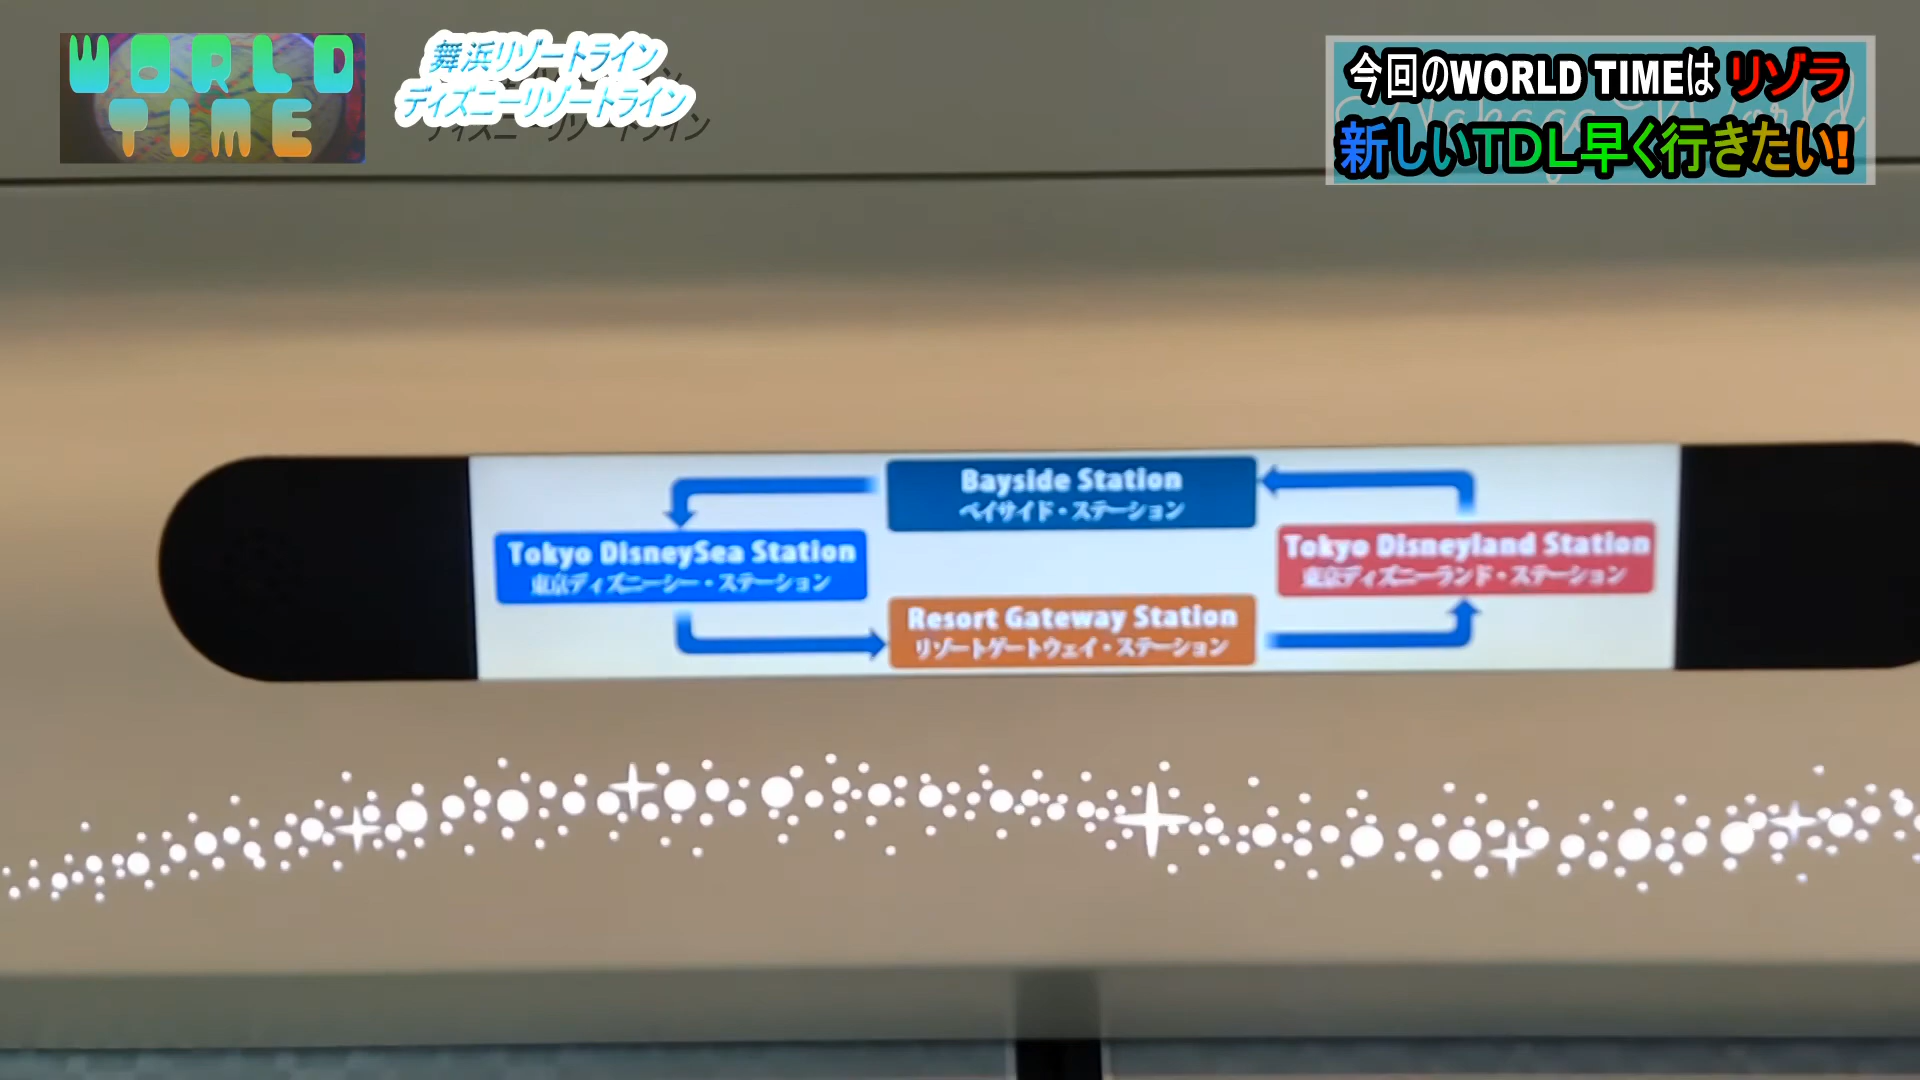 WORLD
TIME
舞浜リゾートライン
ディズニーリゾートライン
今回のWORLD TIMEは リゾラ
新しいTDL早く行きたい!
Bayside Station
ベイサイド・ステーション
Tokyo DisneySea Station
東京ディズニーシー・ステーション
Tokyo Disneyland Station
東京ディズニーランド・ステーション
Resort Gateway Station
リゾートゲートウェイ・ステーション